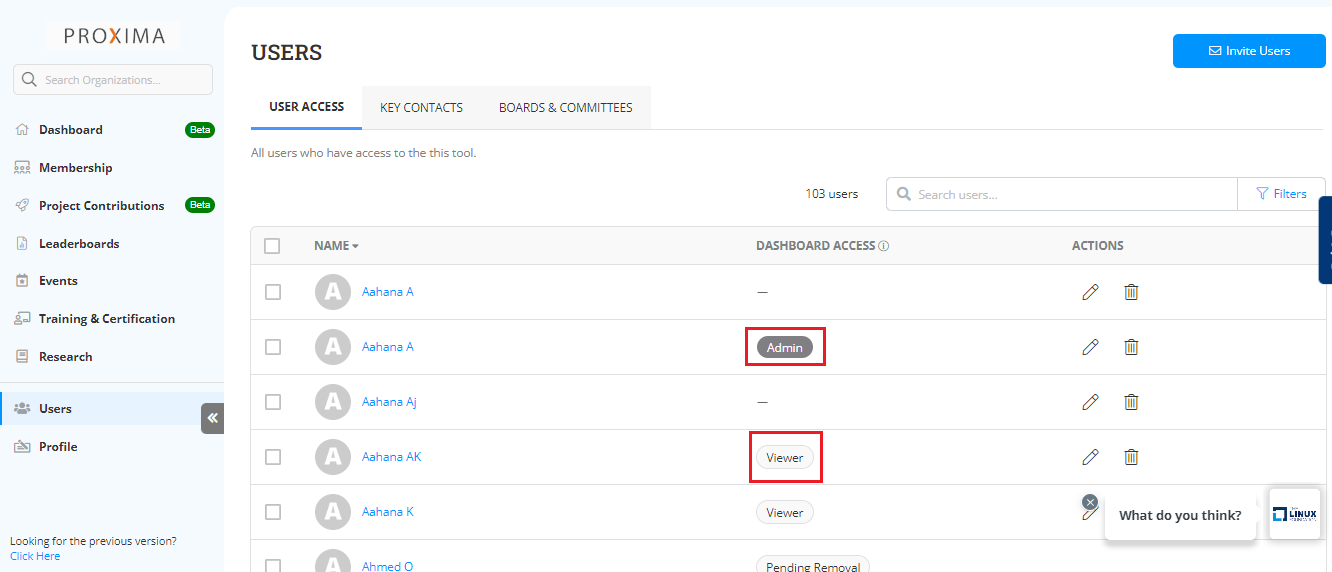 PROXIMA
Search Organizations...
Dashboard Beta
Membership
Project Contributions Beta
Leaderboards
Events
Training & Certification
Research
Users
Profile
Looking for the previous version?
Click Here
USERS
Invite Users
USER ACCESS KEY CONTACTS BOARDS & COMMITTEES
All users who have access to the this tool.
103 users Search users... Filters
NAME DASHBOARD ACCESS ACTIONS
A Aahana A —
A Aahana A Admin
A Aahana Aj —
A Aahana AK Viewer
A Aahana K Viewer
A Ahmed O Pending Removal
What do you think?
THE
LINUX
FOUNDATION